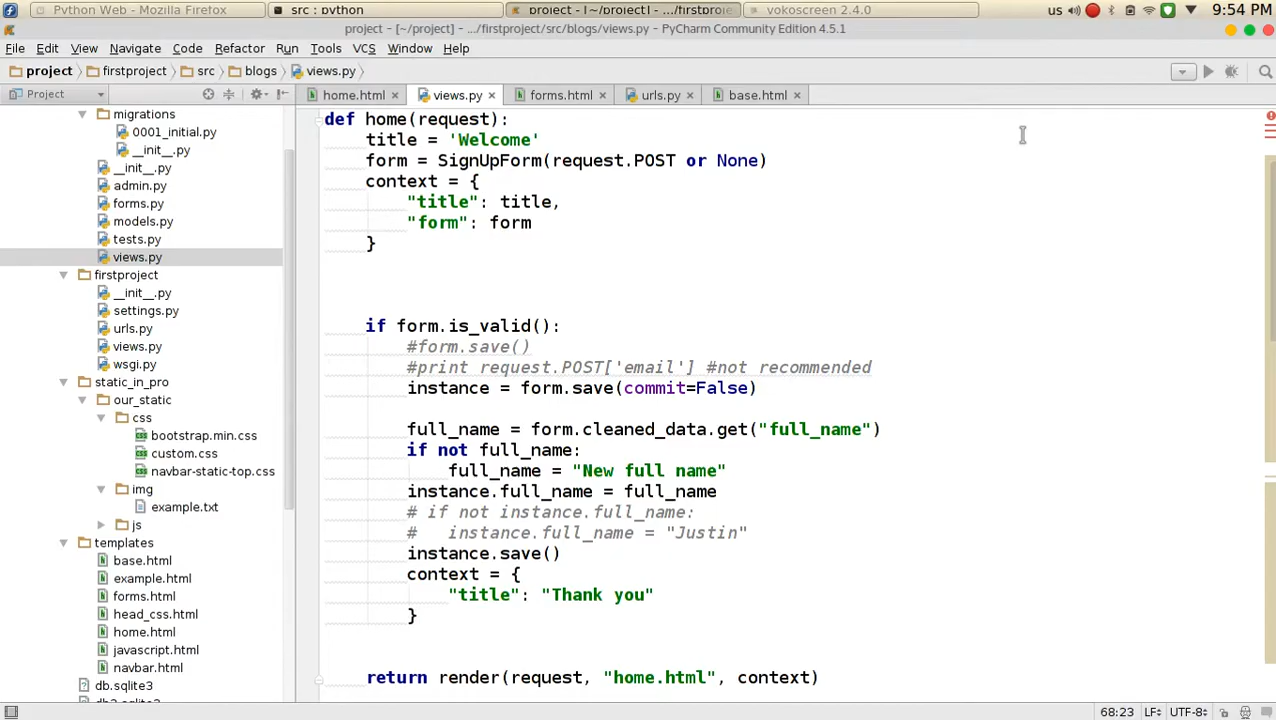 Python Web - Mozilla Firefox
src : python
project - [~/project] - .../firstproje
vokoscreen 2.4.0
us
9:54 PM
project - [~/project] - .../firstproject/src/blogs/views.py - PyCharm Community Edition 4.5.1
File Edit View Navigate Code Refactor Run Tools VCS Window Help
project firstproject src blogs views.py
Project
home.html views.py forms.html urls.py base.html
migrations
0001_initial.py
__init__.py
__init__.py
admin.py
forms.py
models.py
tests.py
views.py
firstproject
__init__.py
settings.py
urls.py
views.py
wsgi.py
static_in_pro
our_static
css
bootstrap.min.css
custom.css
navbar-static-top.css
img
example.txt
js
templates
base.html
example.html
forms.html
head_css.html
home.html
javascript.html
navbar.html
db.sqlite3
def home(request):
title = 'Welcome'
form = SignUpForm(request.POST or None)
context = {
"title": title,
"form": form
}
if form.is_valid():
#form.save()
#print request.POST['email'] #not recommended
instance = form.save(commit=False)
full_name = form.cleaned_data.get("full_name")
if not full_name:
full_name = "New full name"
instance.full_name = full_name
# if not instance.full_name:
#   instance.full_name = "Justin"
instance.save()
context = {
"title": "Thank you"
}
return render(request, "home.html", context)
68:23 LF UTF-8